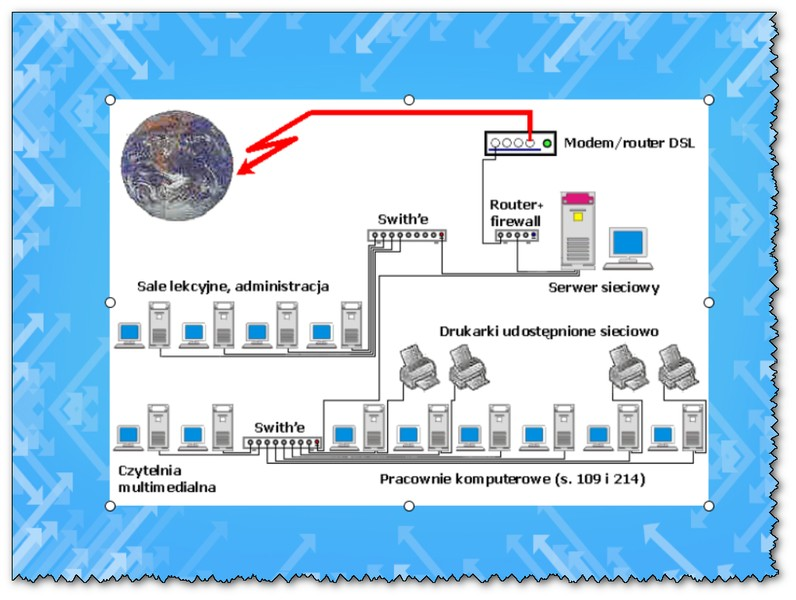 Modem/router DSL
Router+
firewall
Swith'e
Serwer sieciowy
Sale lekcyjne, administracja
Drukarki udostępnione sieciowo
Swith'e
Czytelnia
multimedialna
Pracownie komputerowe (s. 109 i 214)